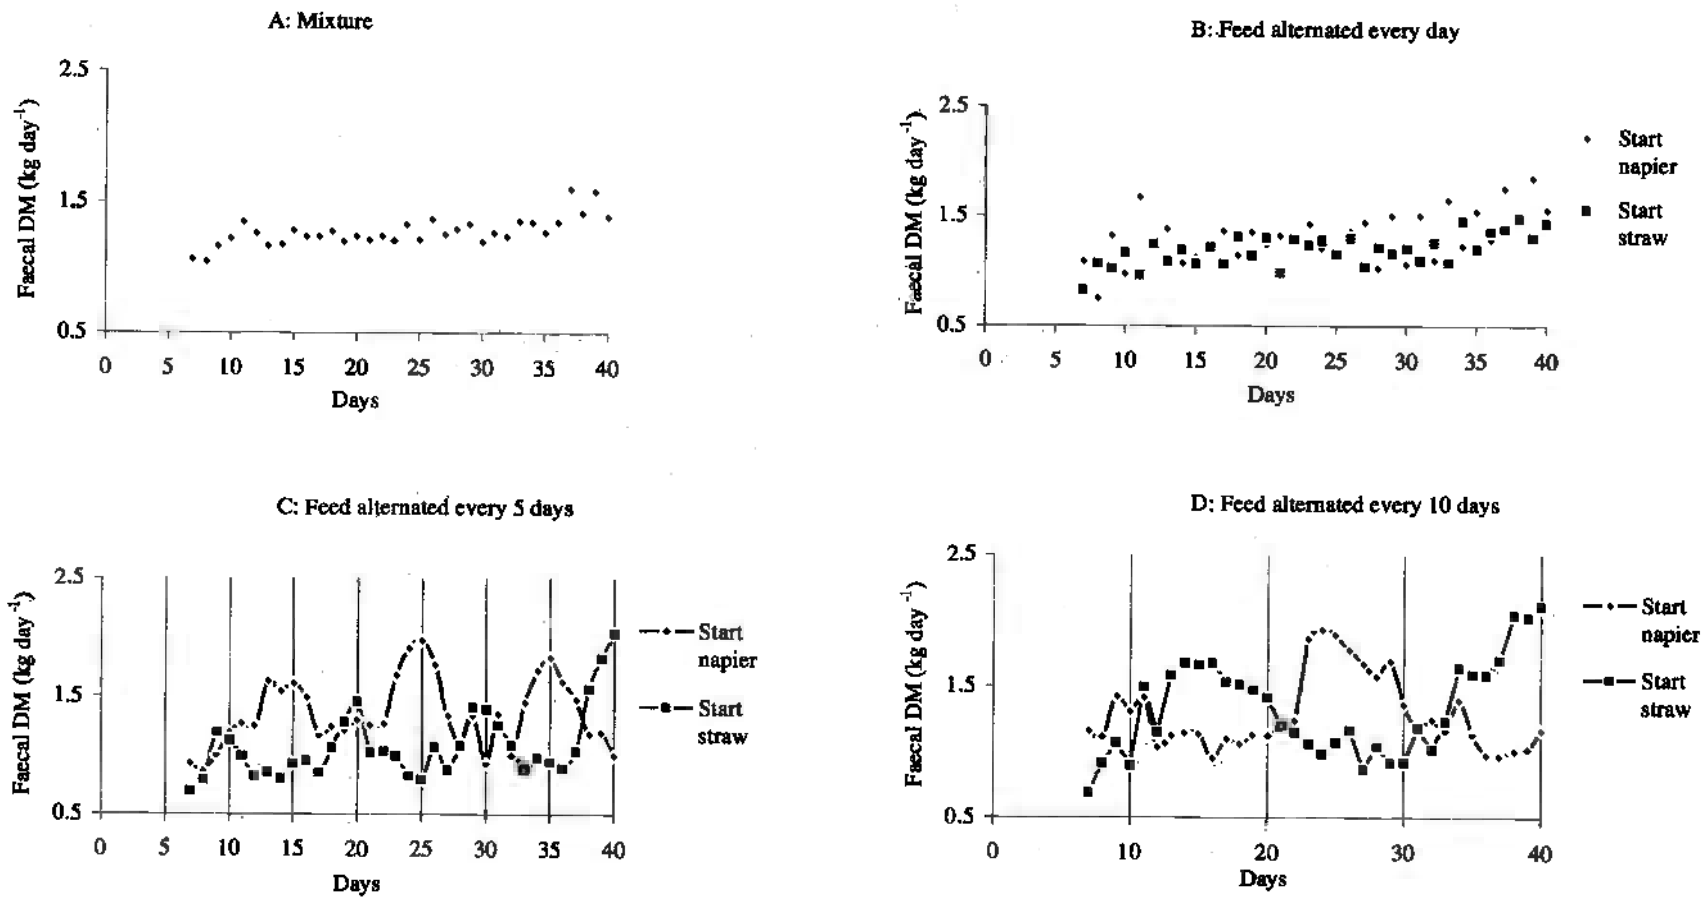 A: Mixture
2.5
1.5
0.5
Faecal DM (kg day⁻¹)
0 5 10 15 20 25 30 35 40
Days
B: Feed alternated every day
2.5
1.5
0.5
Faecal DM (kg day⁻¹)
0 5 10 15 20 25 30 35 40
Days
Start
napier
Start
straw
C: Feed alternated every 5 days
2.5
1.5
0.5
Faecal DM (kg day⁻¹)
0 5 10 15 20 25 30 35 40
Days
Start
napier
Start
straw
D: Feed alternated every 10 days
2.5
1.5
0.5
Faecal DM (kg day⁻¹)
0 10 20 30 40
Days
Start
napier
Start
straw